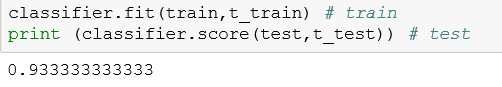 classifier.fit(train,t_train) # train
print (classifier.score(test,t_test)) # test
0.933333333333